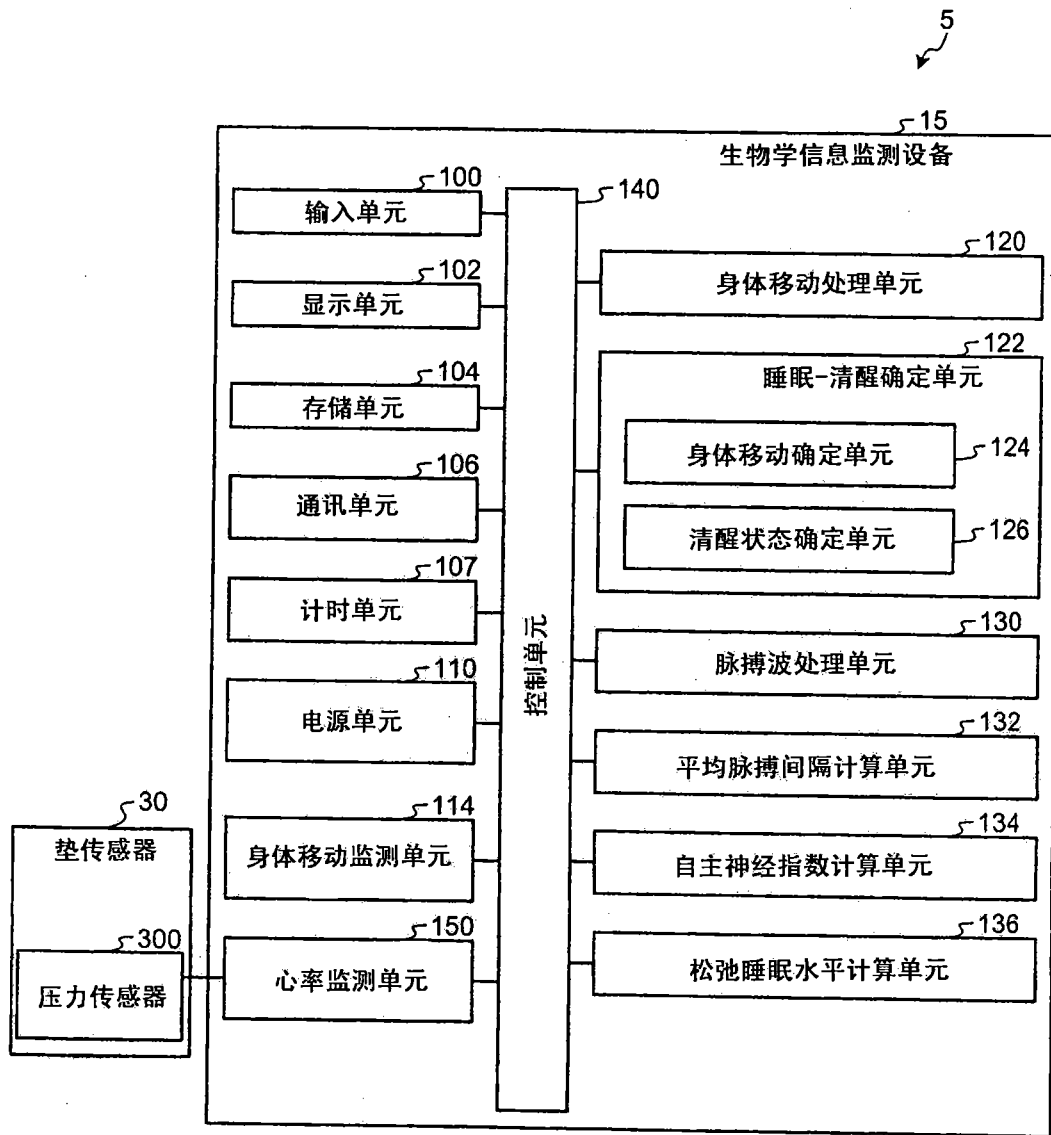 5
15
生物学信息监测设备
100
输入单元
140
102
显示单元
104
存储单元
106
通讯单元
107
计时单元
110
电源单元
114
身体移动监测单元
150
心率监测单元
控制单元
120
身体移动处理单元
122
睡眠-清醒确定单元
身体移动确定单元
124
清醒状态确定单元
126
130
脉搏波处理单元
132
平均脉搏间隔计算单元
134
自主神经指数计算单元
136
松弛睡眠水平计算单元
30
垫传感器
300
压力传感器